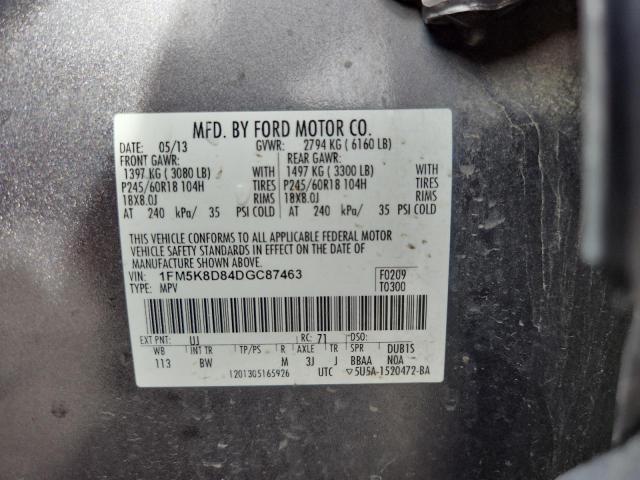 MFD. BY FORD MOTOR CO.
DATE: 05/13 GVWR: 2794 KG ( 6160 LB)
FRONT GAWR: REAR GAWR:
1397 KG ( 3080 LB) WITH 1497 KG ( 3300 LB) WITH
P245/60R18 104H TIRES P245/60R18 104H TIRES
18X8.0J RIMS 18X8.0J RIMS
AT 240 kPa/ 35 PSI COLD AT 240 kPa/ 35 PSI COLD
THIS VEHICLE CONFORMS TO ALL APPLICABLE FEDERAL MOTOR
VEHICLE SAFETY STANDARDS IN EFFECT ON THE DATE OF
MANUFACTURE SHOWN ABOVE.
VIN: 1FM5K8D84DGC87463 F0209
TYPE: MPV T0300
EXT PNT: UJ RC: 71 DSO:
WB INT TR TP/PS R AXLE TR SPR DUB1S
113 BW M 3J J BBAA N0A
1201305165926 UTC ▽5U5A-1520472-BA